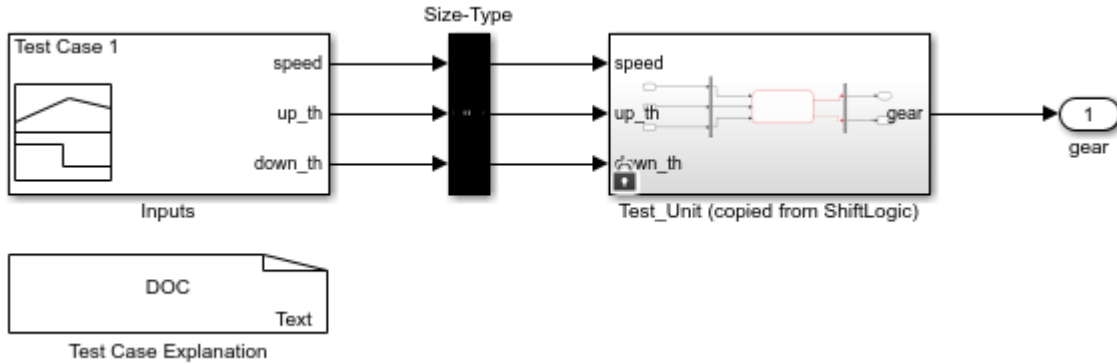 Size-Type
Test Case 1
speed
up_th
down_th
Inputs
speed
up_th
down_th
gear
Test_Unit (copied from ShiftLogic)
1
gear
DOC
Text
Test Case Explanation